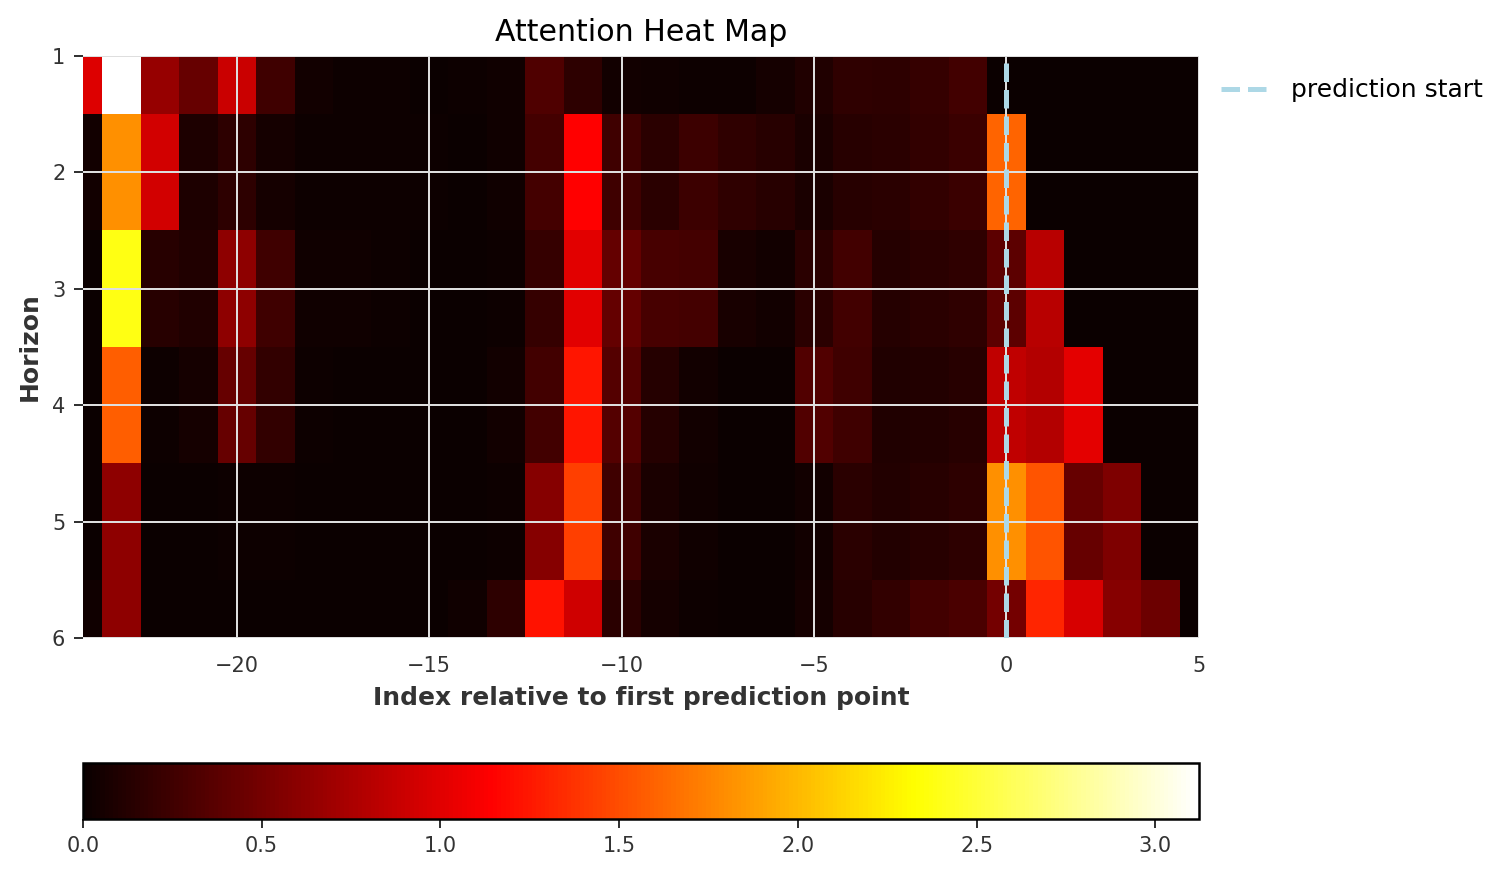 Attention Heat Map
prediction start
Horizon
1
2
3
4
5
6
−20 −15 −10 −5 0 5
Index relative to first prediction point
0.0 0.5 1.0 1.5 2.0 2.5 3.0